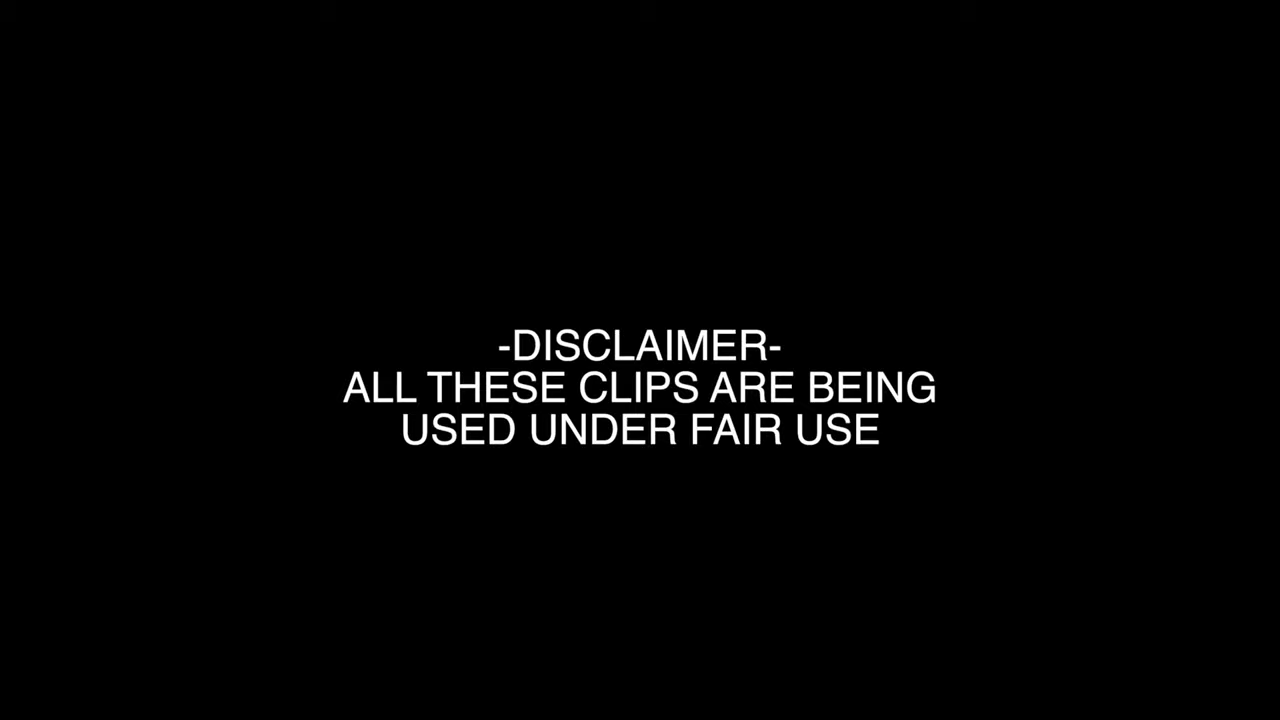 -DISCLAIMER-
ALL THESE CLIPS ARE BEING
USED UNDER FAIR USE